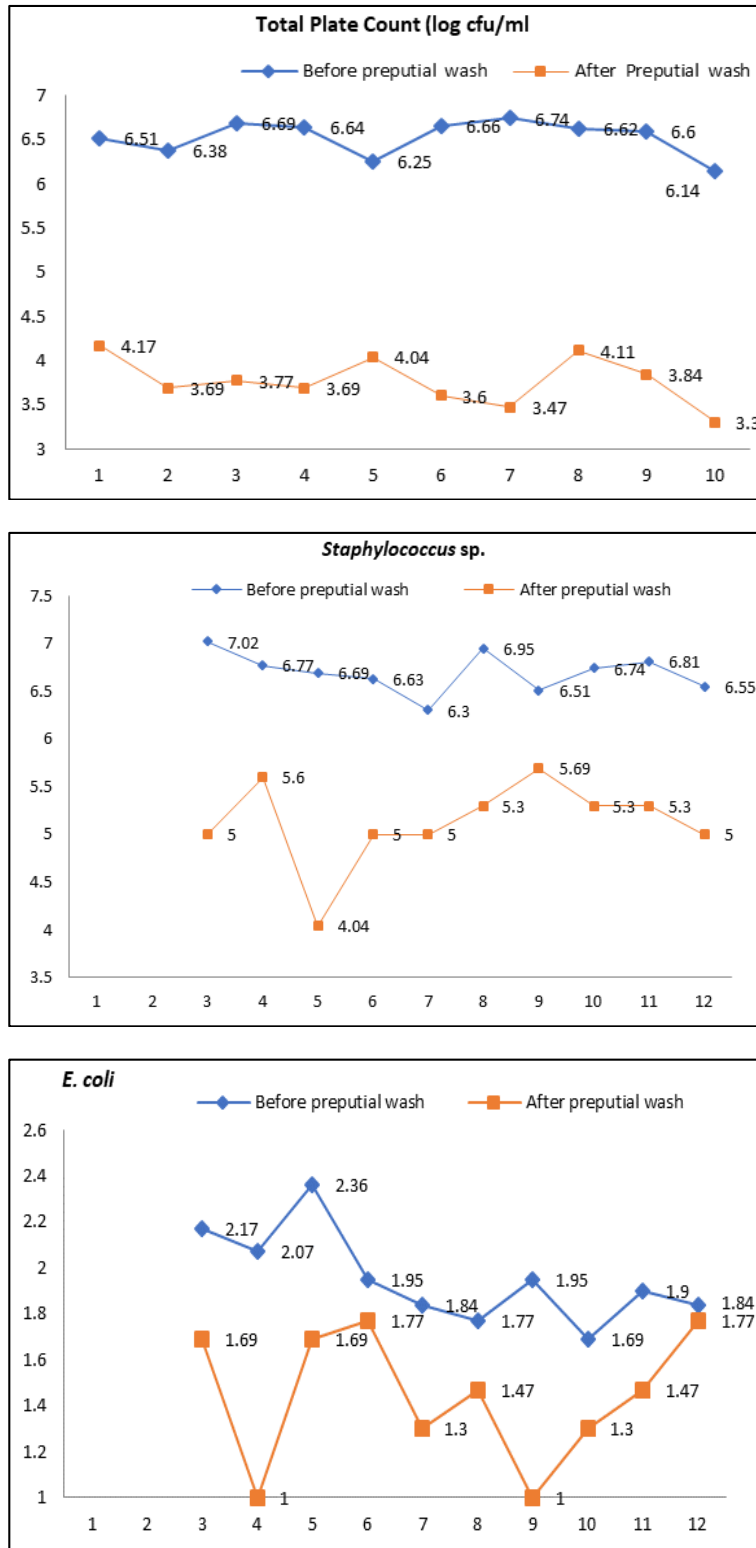 Total Plate Count (log cfu/ml
Before preputial wash After Preputial wash
7
6.5
6
5.5
5
4.5
4
3.5
3
6.51 6.38 6.69 6.64 6.25 6.66 6.74 6.62 6.6 6.14
4.17 3.69 3.77 3.69 4.04 3.6 3.47 4.11 3.84 3.3
1 2 3 4 5 6 7 8 9 10
Staphylococcus sp.
Before preputial wash After preputial wash
7.5
7
6.5
6
5.5
5
4.5
4
3.5
7.02 6.77 6.69 6.63 6.3 6.95 6.51 6.74 6.81 6.55
5 5.6 4.04 5 5 5.3 5.69 5.3 5.3 5
1 2 3 4 5 6 7 8 9 10 11 12
E. coli
Before preputial wash After preputial wash
2.6
2.4
2.2
2
1.8
1.6
1.4
1.2
1
2.17 2.07 2.36 1.95 1.84 1.77 1.95 1.69 1.9 1.84
1.69 1 1.69 1.77 1.3 1.47 1 1.3 1.47 1.77
1 2 3 4 5 6 7 8 9 10 11 12